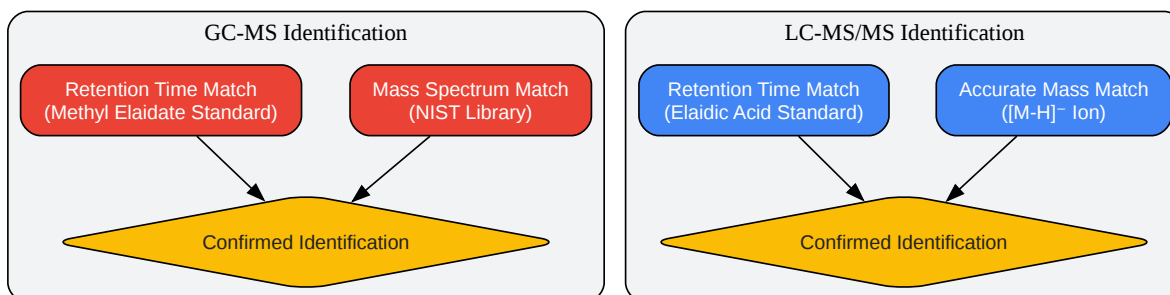 GC-MS Identification
Retention Time Match
(Methyl Elaidate Standard)
Mass Spectrum Match
(NIST Library)
Confirmed Identification
LC-MS/MS Identification
Retention Time Match
(Elaidic Acid Standard)
Accurate Mass Match
([M-H]⁻ Ion)
Confirmed Identification